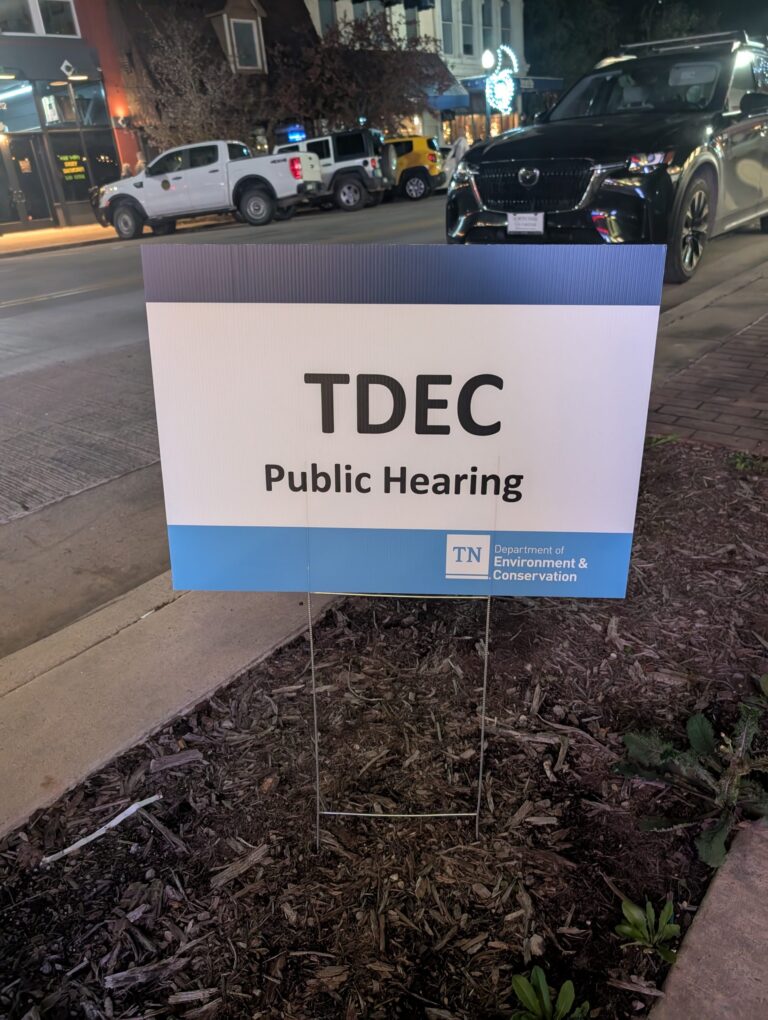 TDEC
Public Hearing
TN
Department of
Environment &
Conservation